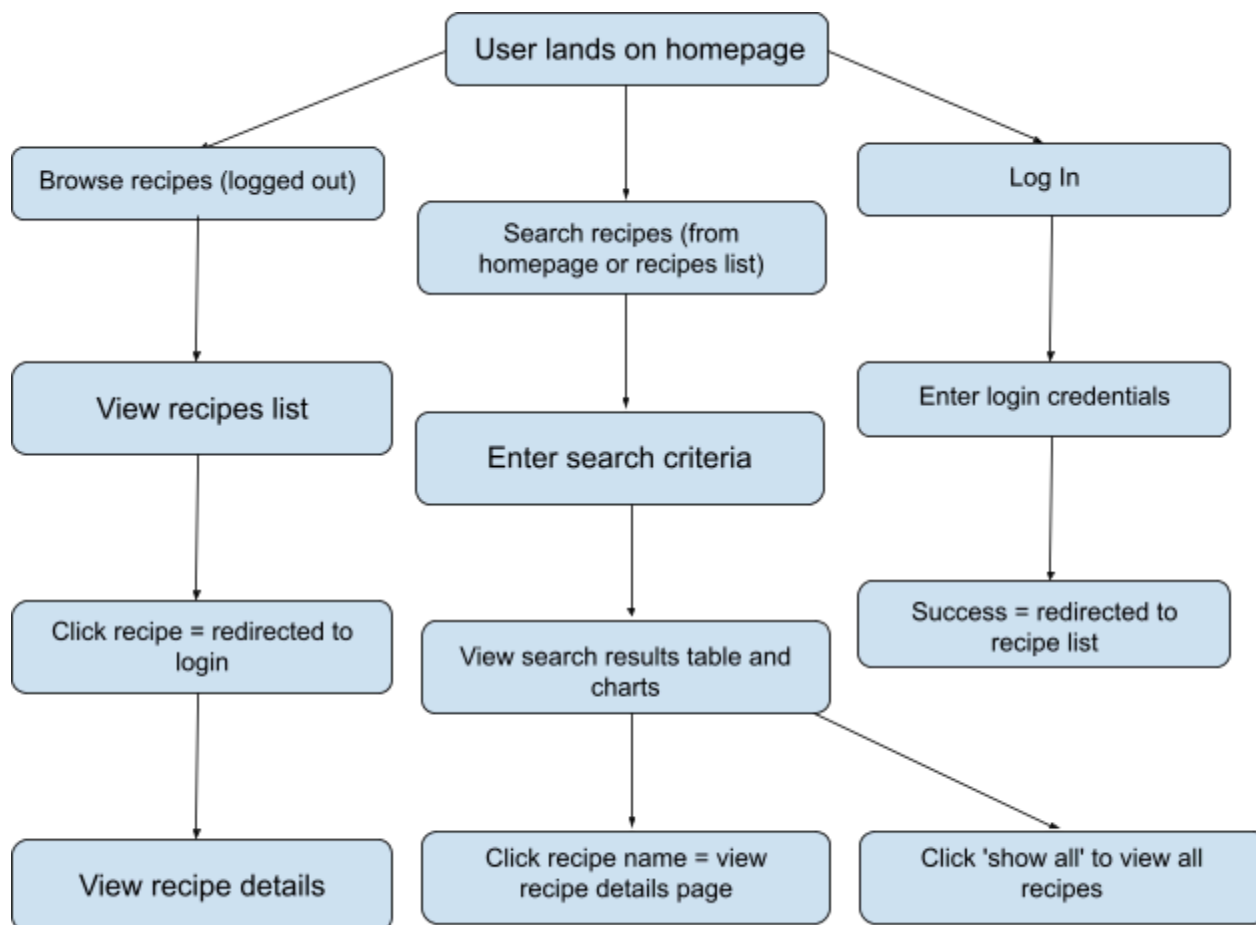 User lands on homepage
Browse recipes (logged out)
Log In
Search recipes (from
homepage or recipes list)
View recipes list
Enter login credentials
Enter search criteria
Click recipe = redirected to
login
Success = redirected to
recipe list
View search results table and
charts
View recipe details
Click recipe name = view
recipe details page
Click 'show all' to view all
recipes